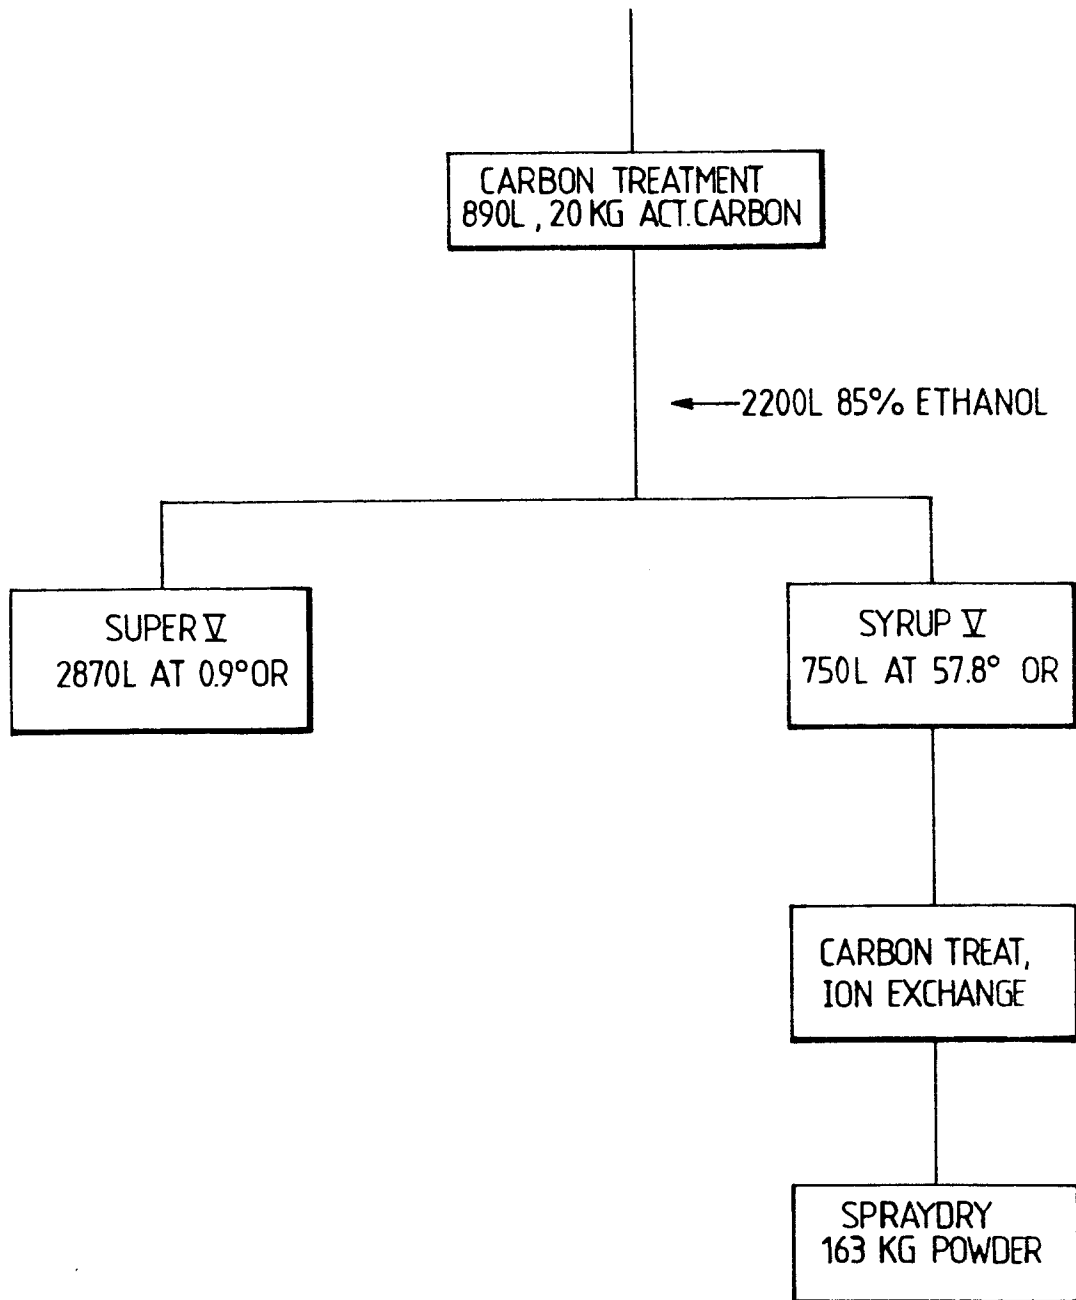 CARBON TREATMENT
890L, 20 KG ACT. CARBON
2200L 85% ETHANOL
SUPER V
2870L AT 0.9° OR
SYRUP V
750L AT 57.8° OR
CARBON TREAT,
ION EXCHANGE
SPRAYDRY
163 KG POWDER